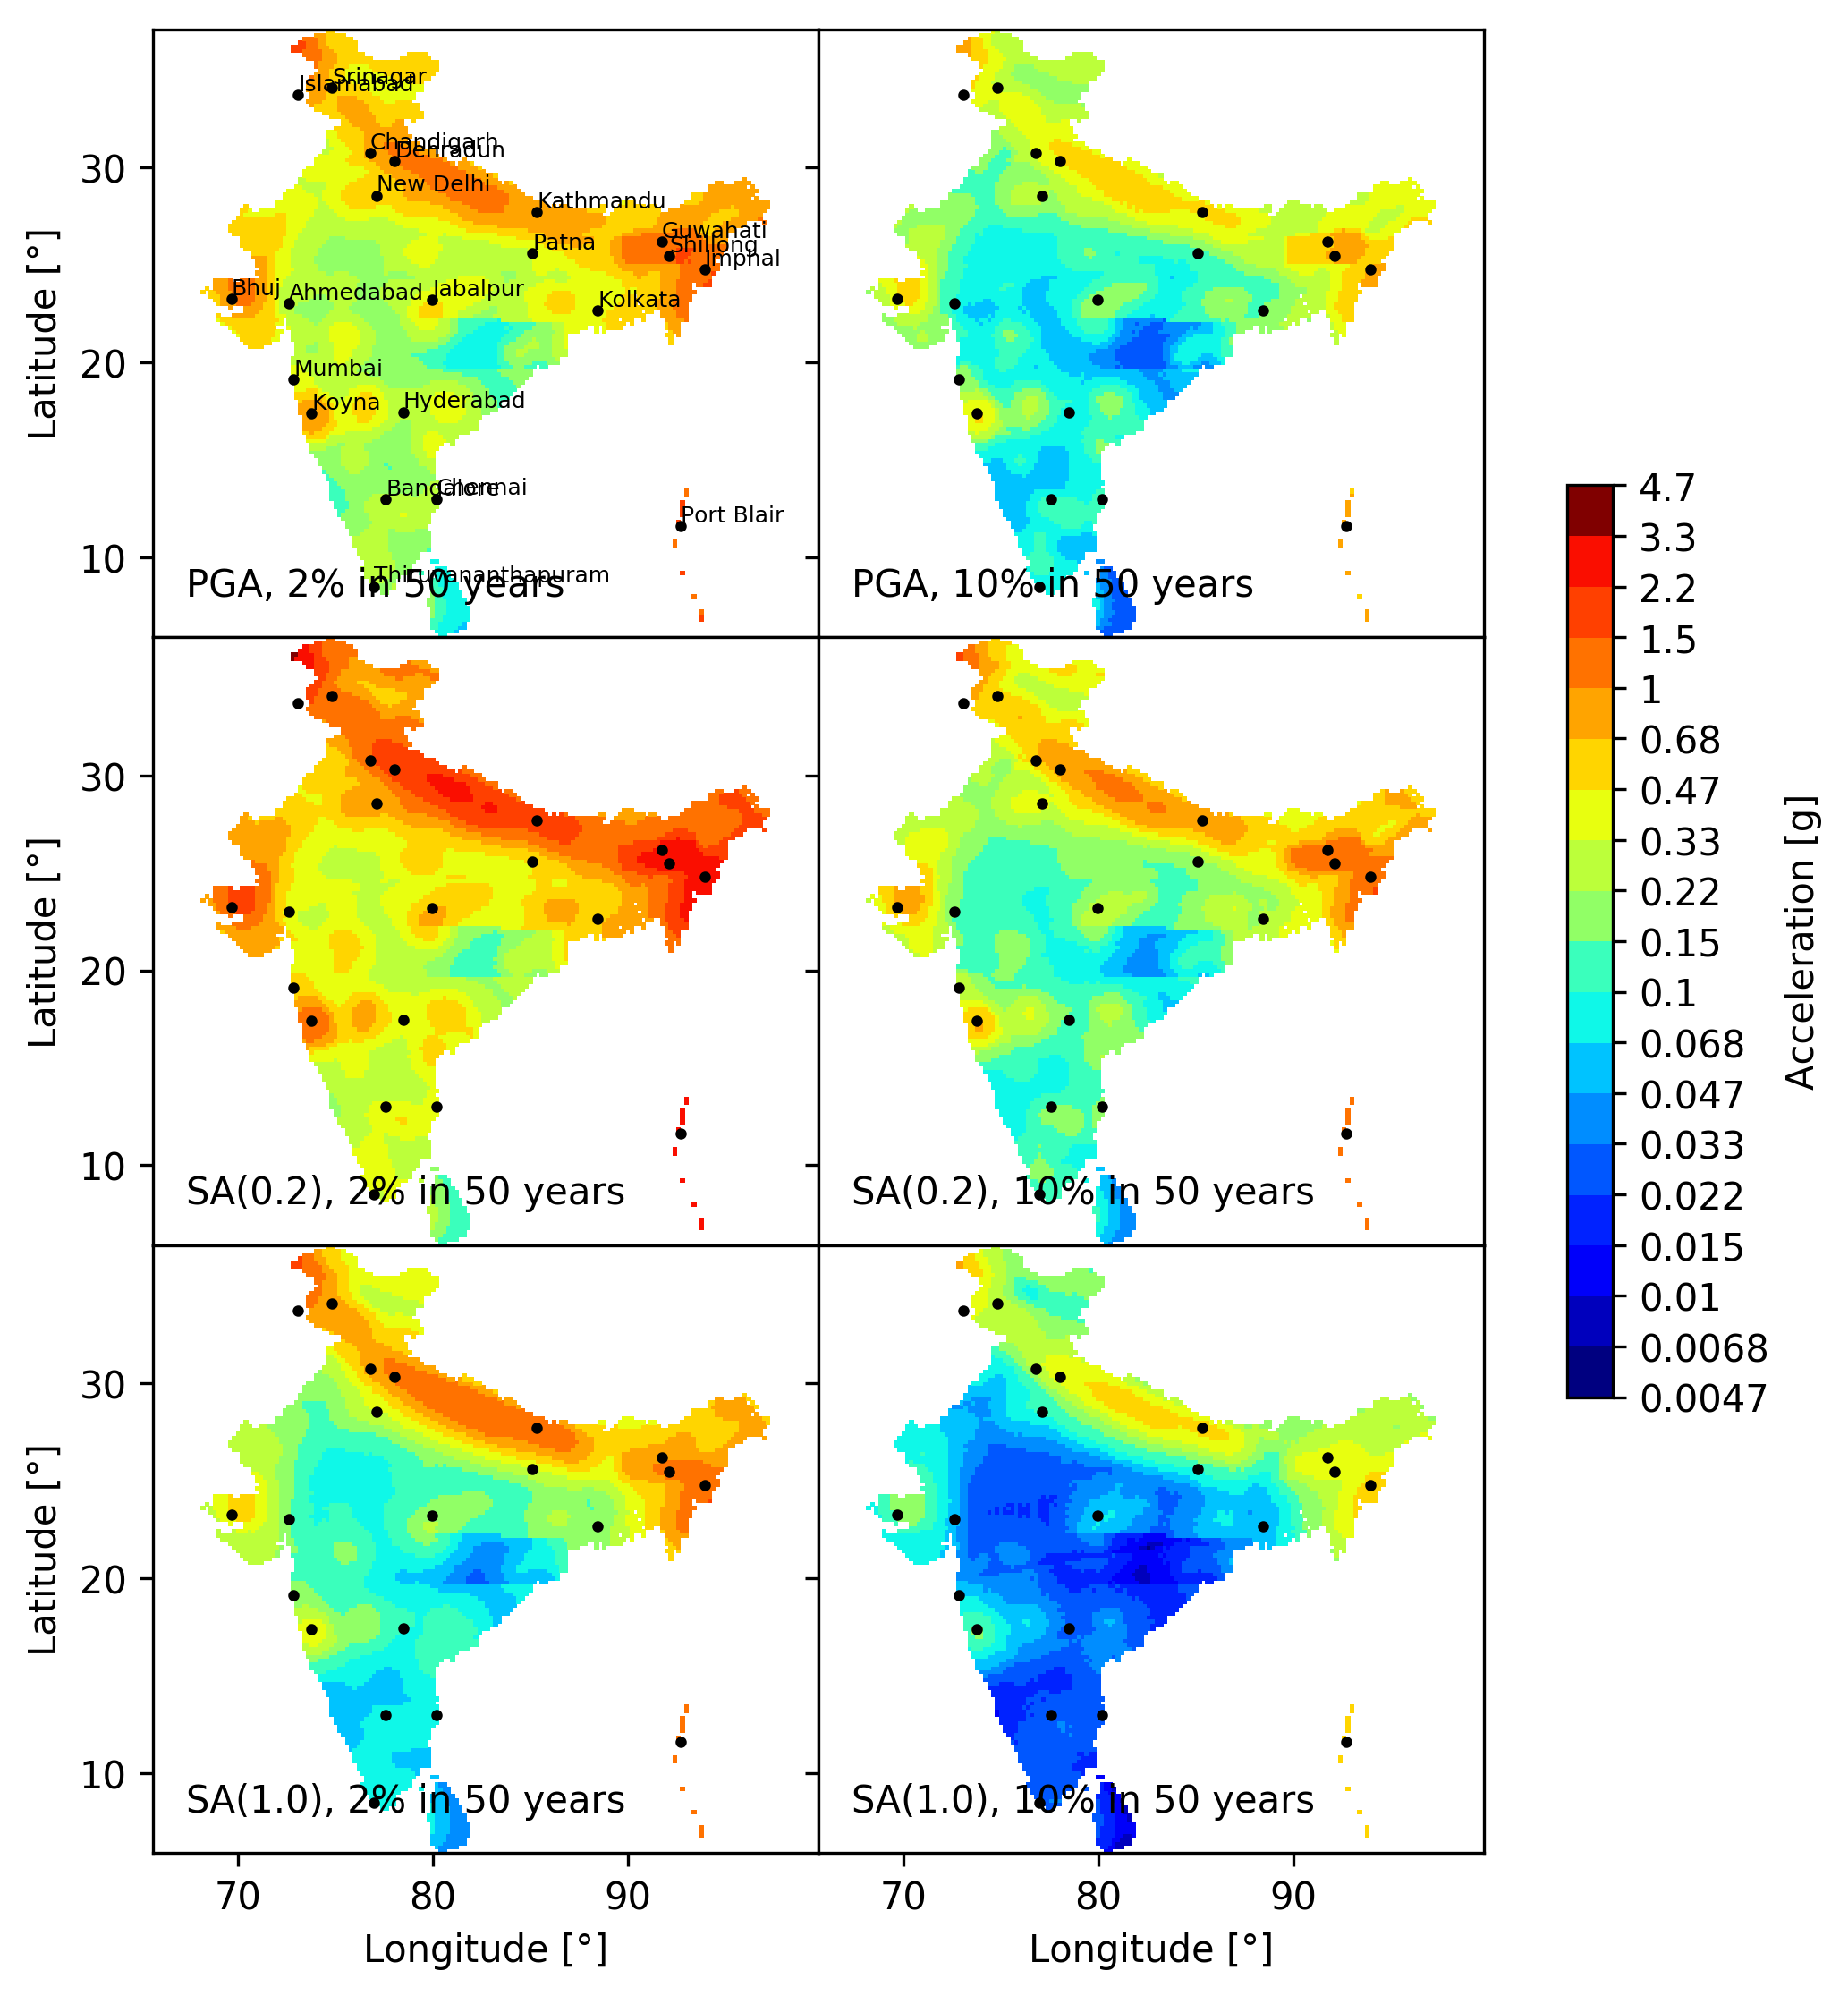 Srinagar
Islamabad
Chandigarh
Dehradun
30
New Delhi
Kathmandu
Guwahati
Patna
Shillong
Imphal
Bhuj
Ahmedabad
Jabalpur
Kolkata
Latitude [°]
20
Mumbai
Koyna
Hyderabad
Bangalore
Chennai
Port Blair
10
Thiruvananthapuram
PGA, 2% in 50 years
PGA, 10% in 50 years
4.7
3.3
2.2
1.5
1
0.68
0.47
0.33
0.22
0.15
0.1
0.068
0.047
0.033
0.022
0.015
0.01
0.0068
0.0047
Acceleration [g]
30
Latitude [°]
20
10
SA(0.2), 2% in 50 years
SA(0.2), 10% in 50 years
30
Latitude [°]
20
10
SA(1.0), 2% in 50 years
SA(1.0), 10% in 50 years
70 80 90
70 80 90
Longitude [°]
Longitude [°]